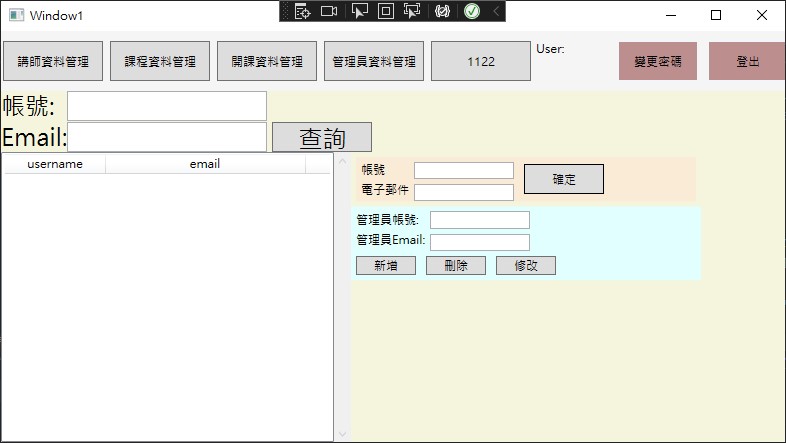 Window1
講師資料管理 課程資料管理 開課資料管理 管理員資料管理 1122 User: 變更密碼 登出
帳號:
Email: 查詢
username email
帳號
電子郵件 確定
管理員帳號:
管理員Email:
新增 刪除 修改